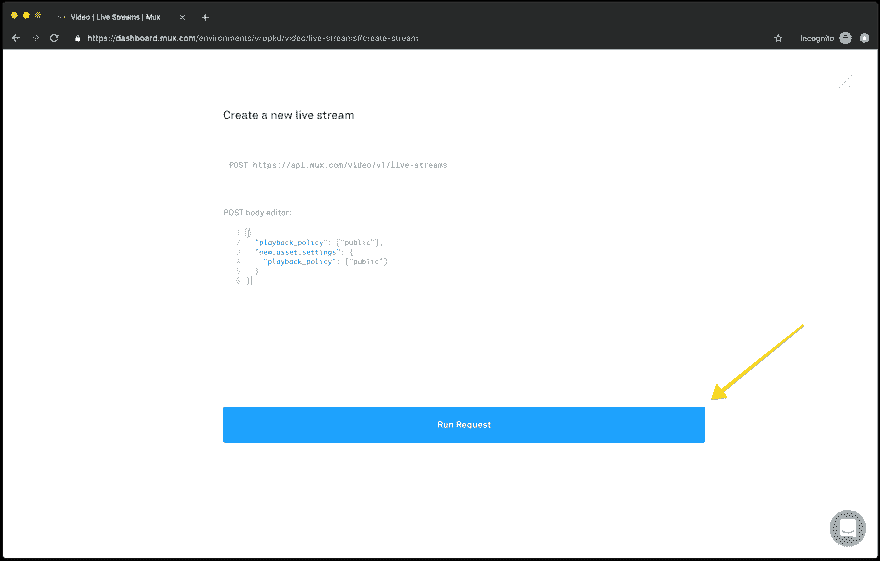 Video | Live Streams | Mux
https://dashboard.mux.com/environments/ /video/live-streams#create-stream
Incognito
Create a new live stream
POST https://api.mux.com/video/v1/live-streams
POST body editor:
1 {
2 "playback_policy": ["public"],
3 "new_asset_settings": {
4 "playback_policy": ["public"]
5 }
6 }
Run Request